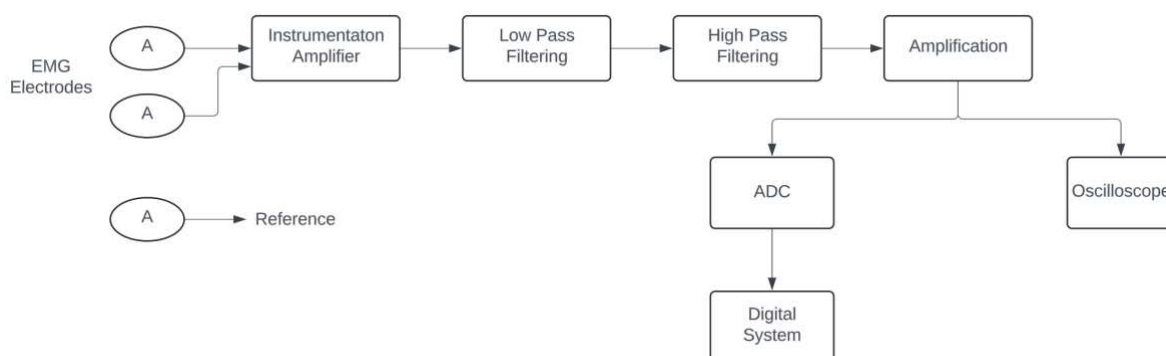 A
Instrumentaton
Amplifier
Low Pass
Filtering
High Pass
Filtering
Amplification
EMG
Electrodes
A
ADC
Oscilloscope
A
Reference
Digital
System